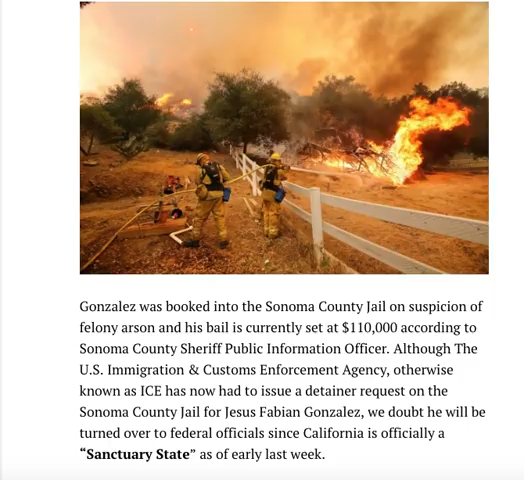 Gonzalez was booked into the Sonoma County Jail on suspicion of
felony arson and his bail is currently set at $110,000 according to
Sonoma County Sheriff Public Information Officer. Although The
U.S. Immigration & Customs Enforcement Agency, otherwise
known as ICE has now had to issue a detainer request on the
Sonoma County Jail for Jesus Fabian Gonzalez, we doubt he will be
turned over to federal officials since California is officially a
“Sanctuary State” as of early last week.